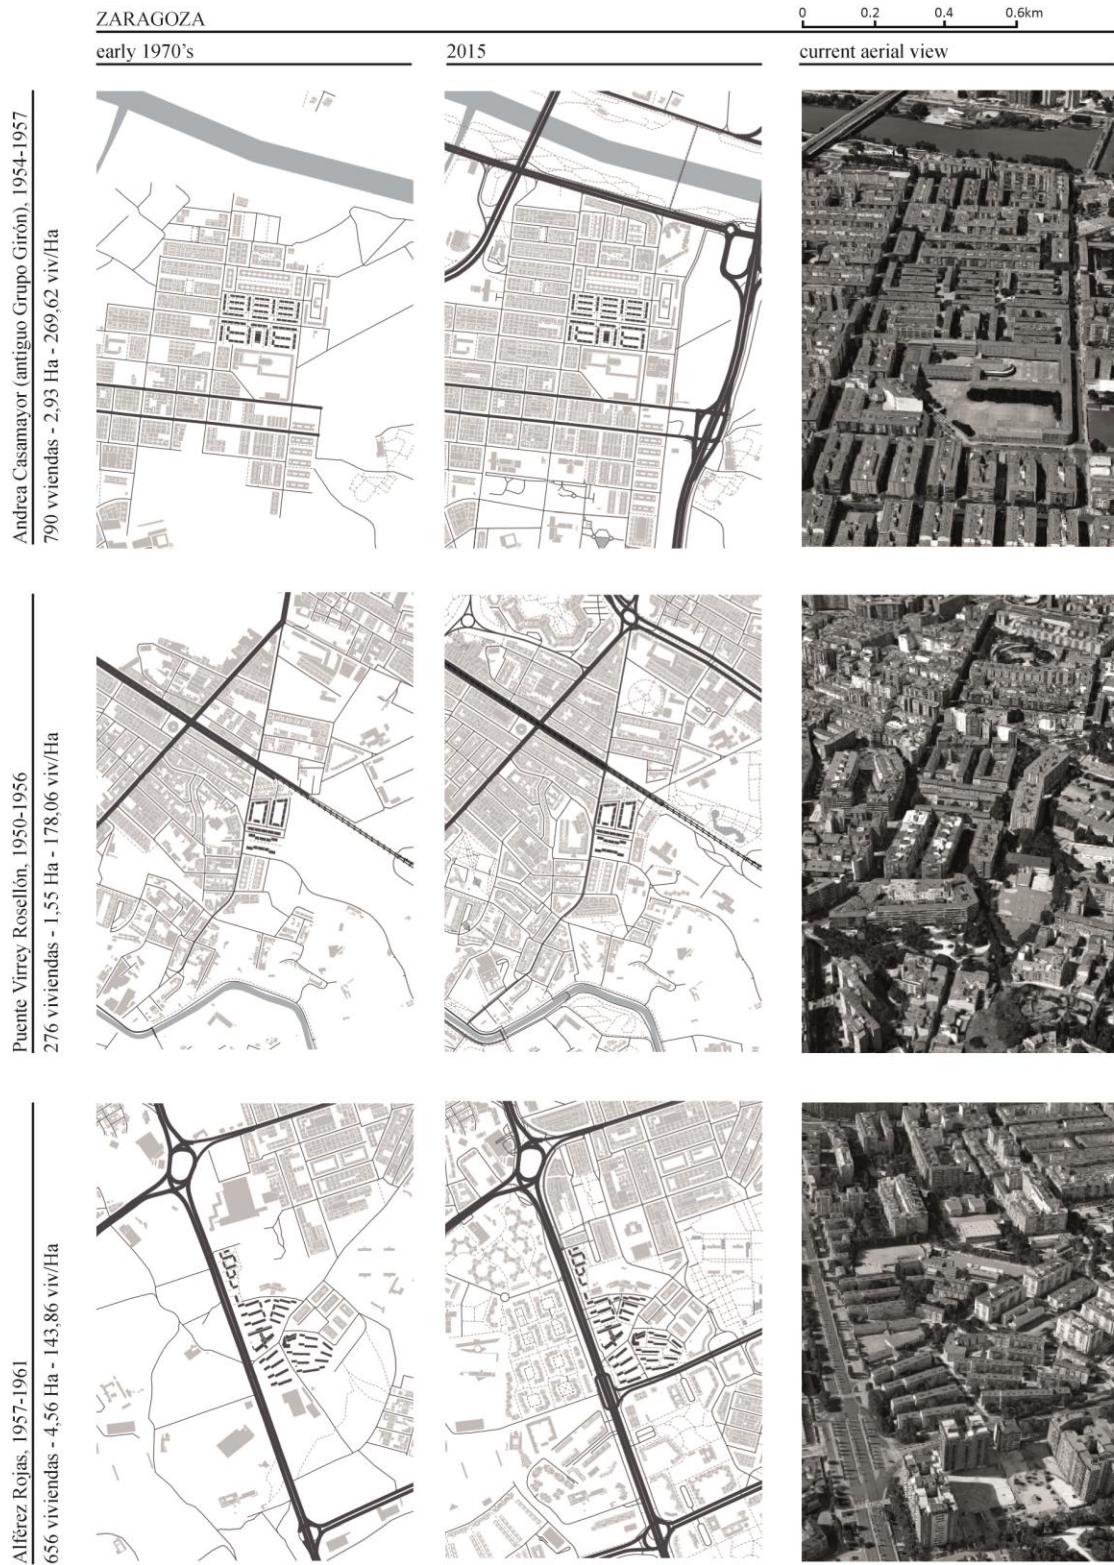 ZARAGOZA
0 0.2 0.4 0.6km
early 1970's
2015
current aerial view
Andrea Casamayor (antiguo Grupo Girón), 1954-1957
790 vviendas - 2,93 Ha - 269,62 viv/Ha
Puente Virrey Rosellón, 1950-1956
276 viviendas - 1,55 Ha - 178,06 viv/Ha
Alférez Rojas, 1957-1961
656 viviendas - 4,56 Ha - 143,86 viv/Ha